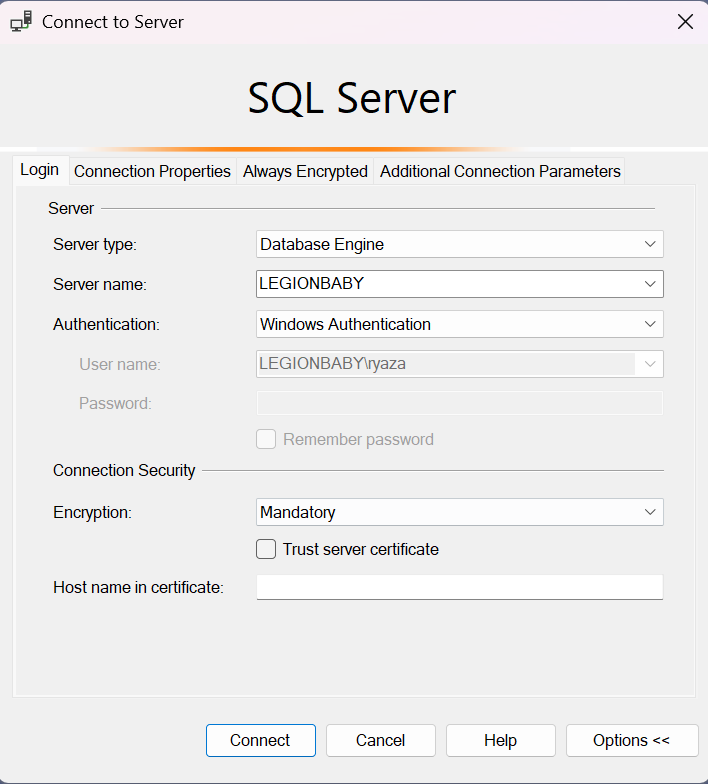 Connect to Server
SQL Server
Login Connection Properties Always Encrypted Additional Connection Parameters
Server
Server type: Database Engine
Server name: LEGIONBABY
Authentication: Windows Authentication
User name: LEGIONBABY\ryaza
Password:
Remember password
Connection Security
Encryption: Mandatory
Trust server certificate
Host name in certificate:
Connect Cancel Help Options <<